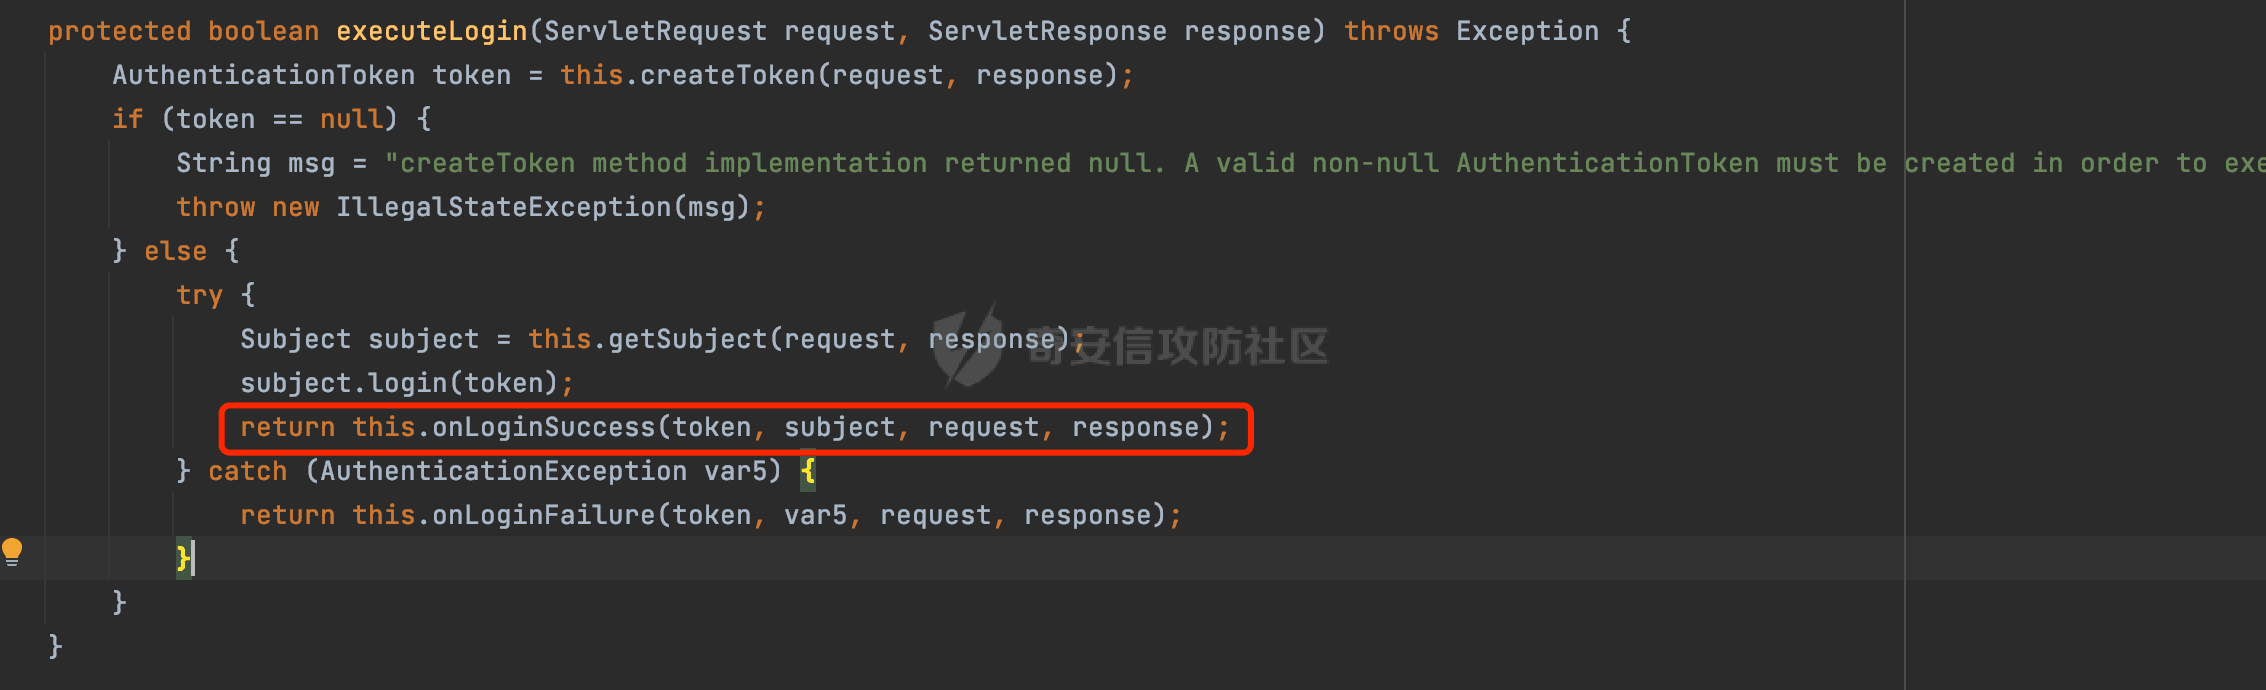 protected boolean executeLogin(ServletRequest request, ServletResponse response) throws Exception {
AuthenticationToken token = this.createToken(request, response);
if (token == null) {
String msg = "createToken method implementation returned null. A valid non-null AuthenticationToken must be created in order to exe
throw new IllegalStateException(msg);
} else {
try {
Subject subject = this.getSubject(request, response);
奇安信攻防社区
subject.login(token);
return this.onLoginSuccess(token, subject, request, response);
} catch (AuthenticationException var5) {
return this.onLoginFailure(token, var5, request, response);
}
}
}